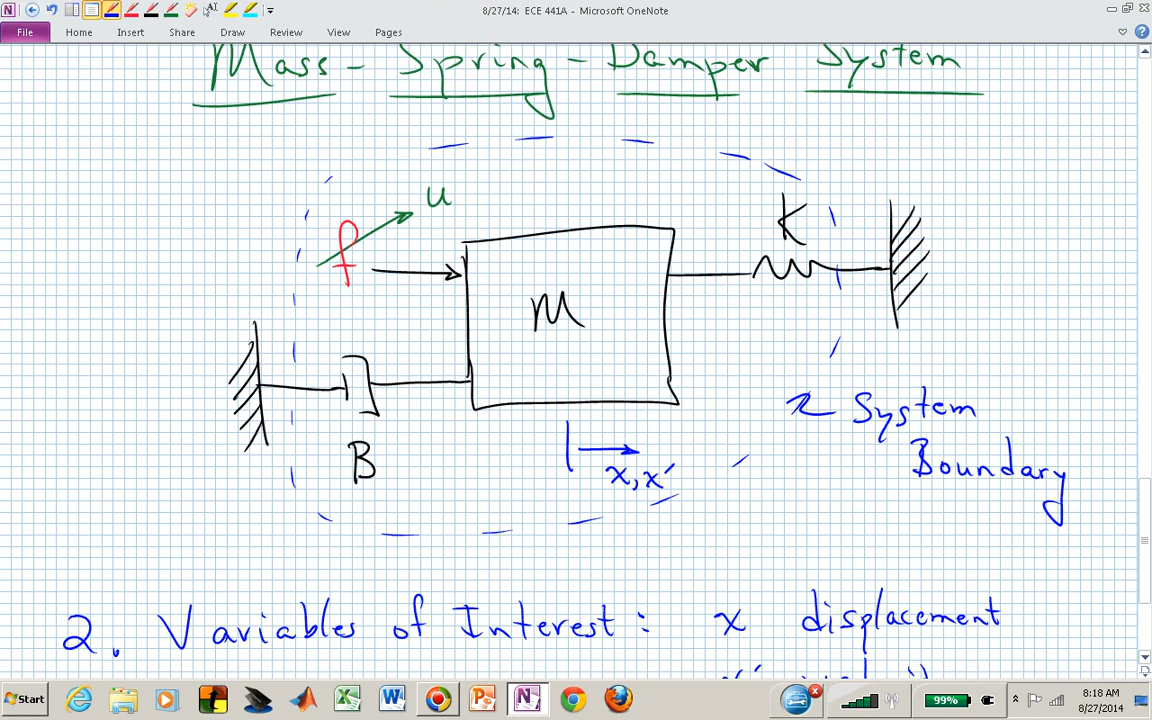 8/27/14: ECE 441A - Microsoft OneNote
File Home Insert Share Draw Review View Pages
Mass - Spring - Damper System
u
f
K
M
B
x, x'
System
Boundary
2. Variables of Interest: x displacement
Start
99%
8:18 AM
8/27/2014